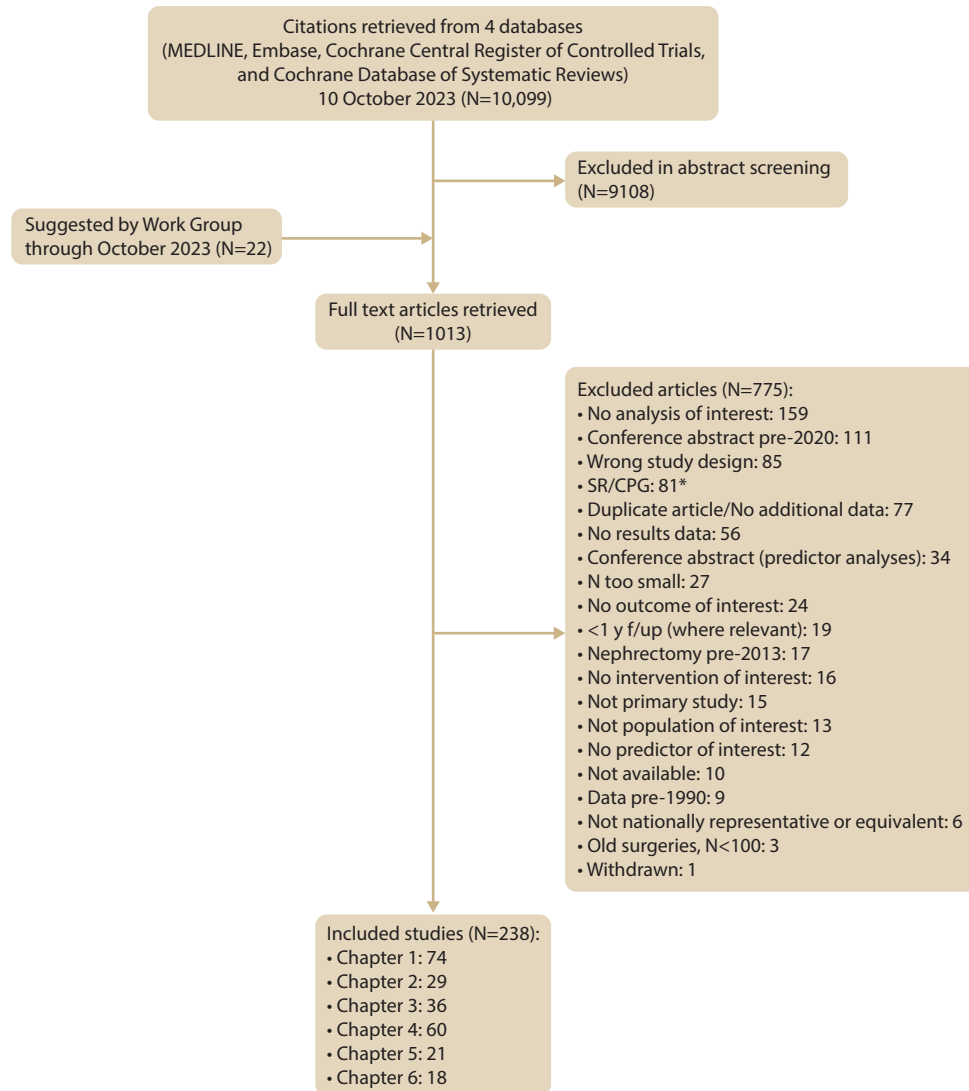 Citations retrieved from 4 databases
(MEDLINE, Embase, Cochrane Central Register of Controlled Trials,
and Cochrane Database of Systematic Reviews)
10 October 2023 (N=10,099)
Excluded in abstract screening
(N=9108)
Suggested by Work Group
through October 2023 (N=22)
Full text articles retrieved
(N=1013)
Excluded articles (N=775):
• No analysis of interest: 159
• Conference abstract pre-2020: 111
• Wrong study design: 85
• SR/CPG: 81*
• Duplicate article/No additional data: 77
• No results data: 56
• Conference abstract (predictor analyses): 34
• N too small: 27
• No outcome of interest: 24
• <1 y f/up (where relevant): 19
• Nephrectomy pre-2013: 17
• No intervention of interest: 16
• Not primary study: 15
• Not population of interest: 13
• No predictor of interest: 12
• Not available: 10
• Data pre-1990: 9
• Not nationally representative or equivalent: 6
• Old surgeries, N<100: 3
• Withdrawn: 1
Included studies (N=238):
• Chapter 1: 74
• Chapter 2: 29
• Chapter 3: 36
• Chapter 4: 60
• Chapter 5: 21
• Chapter 6: 18